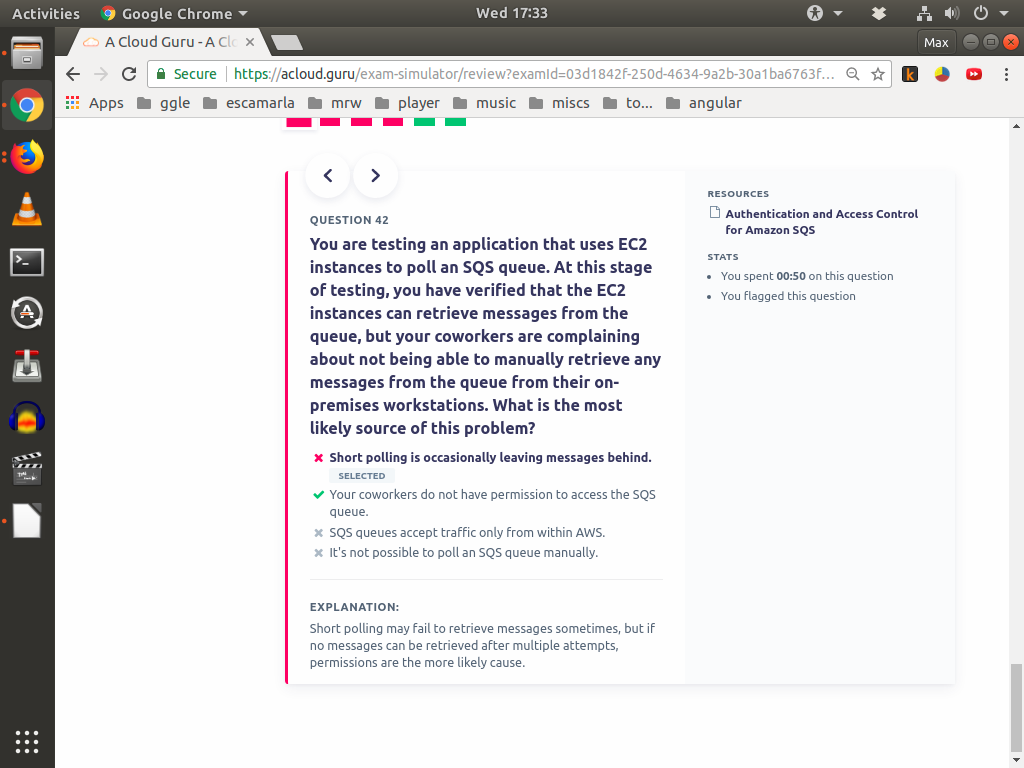 Activities
Google Chrome
Wed 17:33
A Cloud Guru - A Clo
Max
Secure
https://acloud.guru/exam-simulator/review?examId=03d1842f-250d-4634-9a2b-30a1ba6763f...
Apps
ggle
escamarla
mrw
player
music
miscs
to...
angular
QUESTION 42
You are testing an application that uses EC2
instances to poll an SQS queue. At this stage
of testing, you have verified that the EC2
instances can retrieve messages from the
queue, but your coworkers are complaining
about not being able to manually retrieve any
messages from the queue from their on-
premises workstations. What is the most
likely source of this problem?
Short polling is occasionally leaving messages behind.
SELECTED
Your coworkers do not have permission to access the SQS
queue.
SQS queues accept traffic only from within AWS.
It's not possible to poll an SQS queue manually.
EXPLANATION:
Short polling may fail to retrieve messages sometimes, but if
no messages can be retrieved after multiple attempts,
permissions are the more likely cause.
RESOURCES
Authentication and Access Control
for Amazon SQS
STATS
You spent 00:50 on this question
You flagged this question